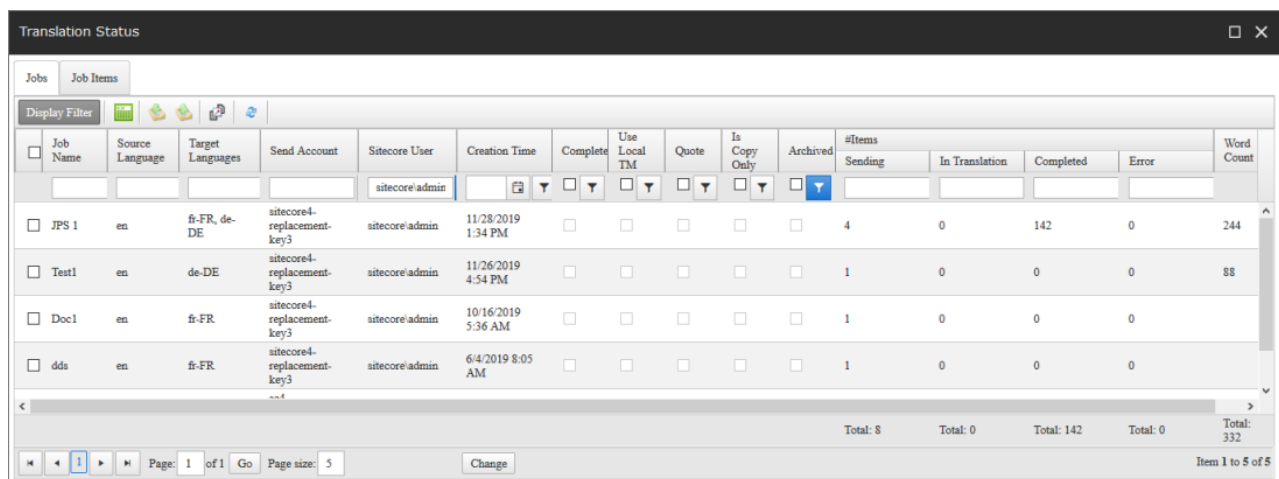 Translation Status
Jobs Job Items
Display Filter
Job Name Source Language Target Languages Send Account Sitecore User Creation Time Complete Use Local TM Quote Is Copy Only Archived #Items Word Count
Sending In Translation Completed Error
sitecore\admin
JPS 1 en fr-FR, de-DE sitecore4-replacement-key3 sitecore\admin 11/28/2019 1:34 PM 4 0 142 0 244
Test1 en de-DE sitecore4-replacement-key3 sitecore\admin 11/26/2019 4:54 PM 1 0 0 0 88
Doc1 en fr-FR sitecore4-replacement-key3 sitecore\admin 10/16/2019 5:36 AM 1 0 0 0
dds en fr-FR sitecore4-replacement-key3 sitecore\admin 6/4/2019 8:05 AM 1 0 0 0
Total: 8 Total: 0 Total: 142 Total: 0 Total: 332
1 Page: 1 of 1 Go Page size: 5 Change Item 1 to 5 of 5